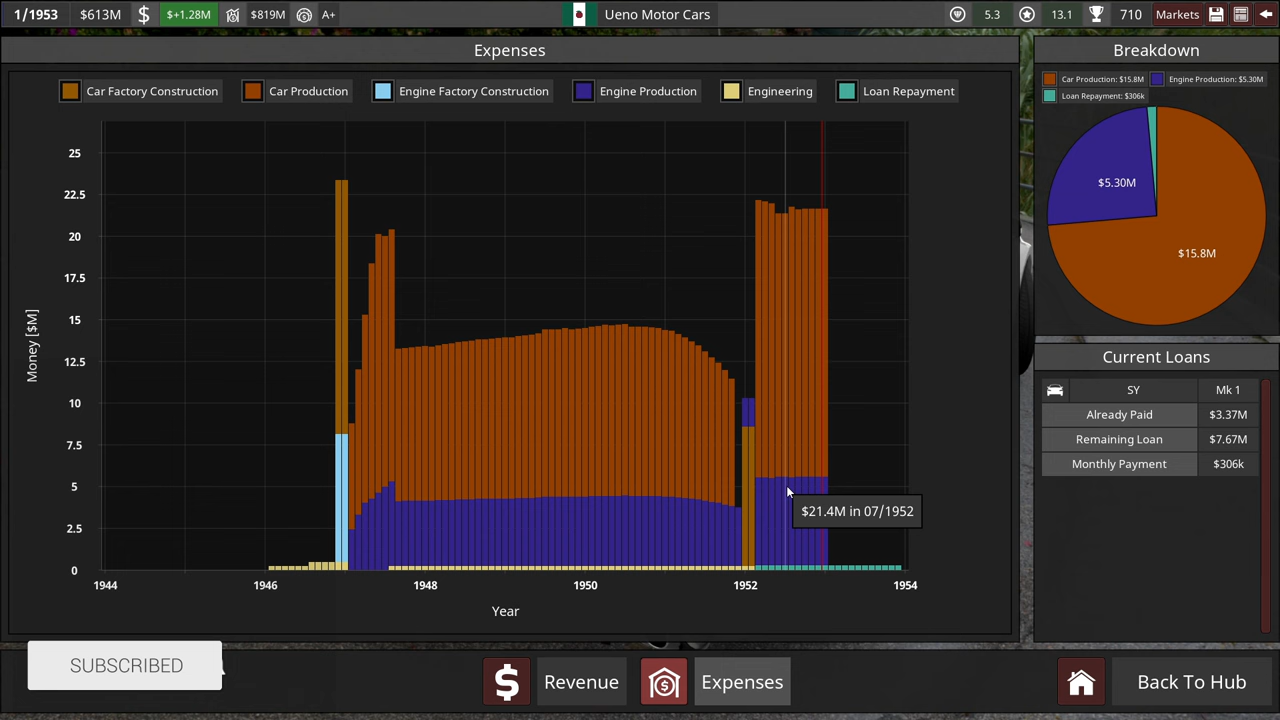 1/1953 $613M $+1.28M $819M A+ Ueno Motor Cars 5.3 13.1 710 Markets
Expenses
Car Factory Construction Car Production Engine Factory Construction Engine Production Engineering Loan Repayment
Money [$M]
25
22.5
20
17.5
15
12.5
10
7.5
5
2.5
0
$21.4M in 07/1952
1944 1946 1948 1950 1952 1954
Year
Breakdown
Car Production: $15.8M Engine Production: $5.30M
Loan Repayment: $306k
$5.30M
$15.8M
Current Loans
SY Mk 1
Already Paid $3.37M
Remaining Loan $7.67M
Monthly Payment $306k
SUBSCRIBED
$ Revenue Expenses Back To Hub